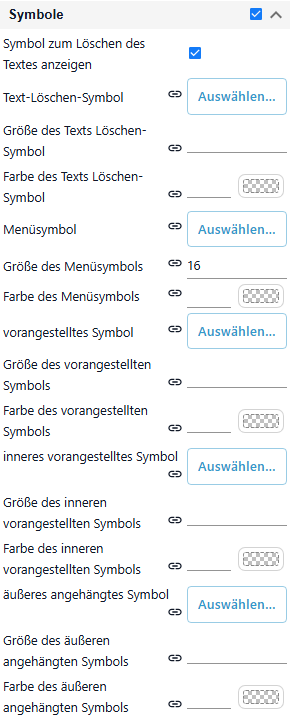 Symbole
Symbol zum Löschen des
Textes anzeigen
Text-Löschen-Symbol Auswählen...
Größe des Texts Löschen-
Symbol
Farbe des Texts Löschen-
Symbol
Menüsymbol Auswählen...
Größe des Menüsymbols 16
Farbe des Menüsymbols
vorangestelltes Symbol Auswählen...
Größe des vorangestellten
Symbols
Farbe des vorangestellten
Symbols
inneres vorangestelltes Symbol
Auswählen...
Größe des inneren
vorangestellten Symbols
Farbe des inneren
vorangestellten Symbols
äußeres angehängtes Symbol
Auswählen...
Größe des äußeren
angehängten Symbols
Farbe des äußeren
angehängten Symbols